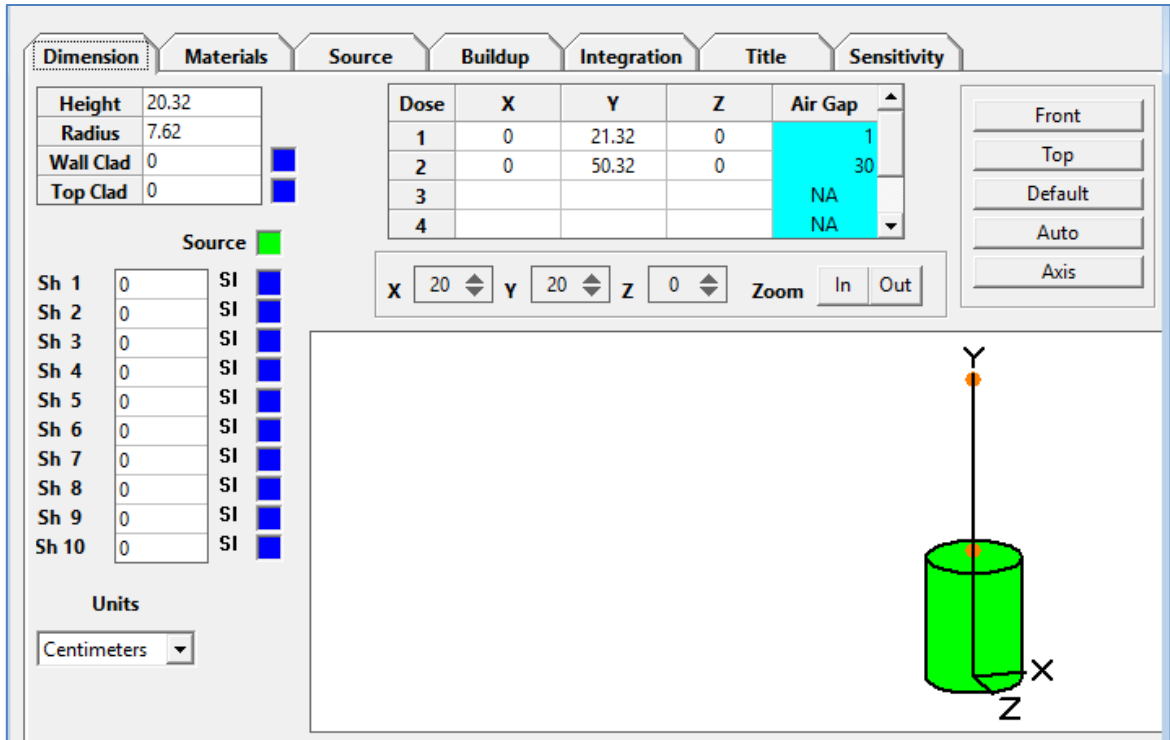 Dimension Materials Source Buildup Integration Title Sensitivity
Height 20.32
Radius 7.62
Wall Clad 0
Top Clad 0
Source
Sh 1 0 SI
Sh 2 0 SI
Sh 3 0 SI
Sh 4 0 SI
Sh 5 0 SI
Sh 6 0 SI
Sh 7 0 SI
Sh 8 0 SI
Sh 9 0 SI
Sh 10 0 SI
Units
Centimeters
Dose X Y Z Air Gap
1 0 21.32 0 1
2 0 50.32 0 30
3 NA
4 NA
X 20 Y 20 Z 0 Zoom In Out
Front
Top
Default
Auto
Axis
Y
X
Z